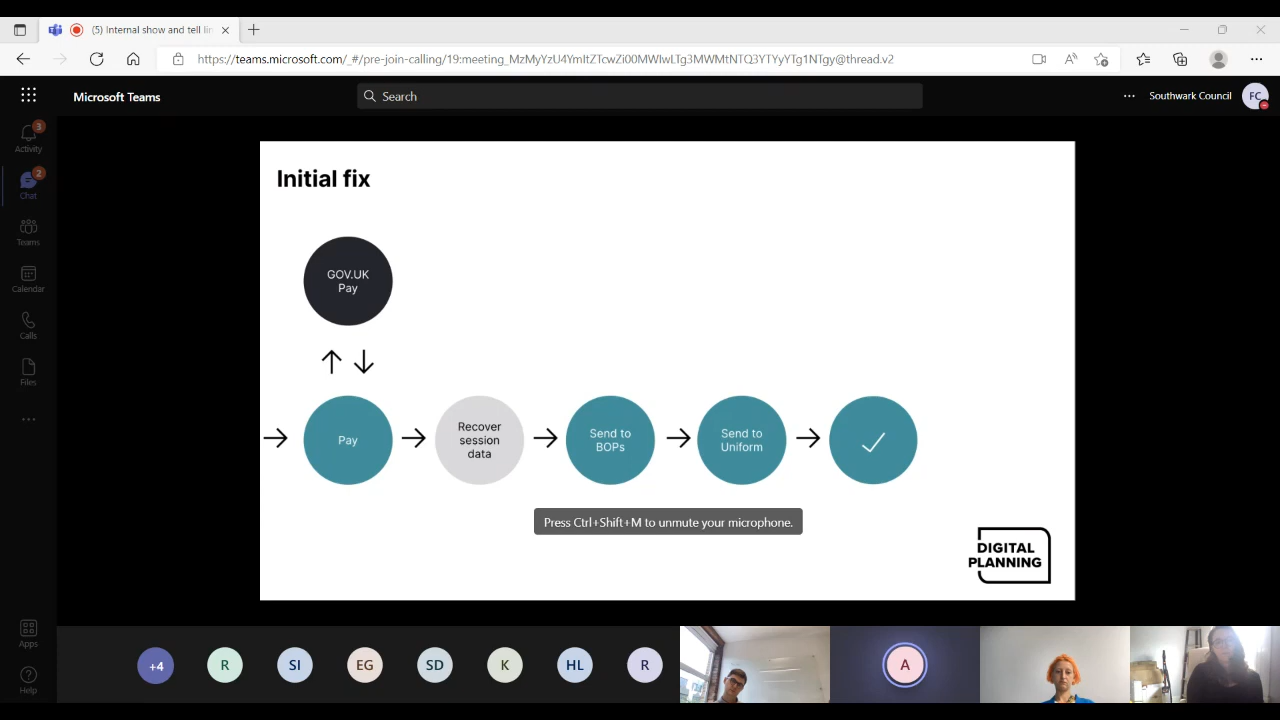 (5) Internal show and tell lin
https://teams.microsoft.com/_#/pre-join-calling/19:meeting_MzMyYzU4YmItZTcwZi00MWIwLTg3MWMtNTQ3YTYyYTg1NTgy@thread.v2
Microsoft Teams
Search
Southwark Council
FC
3
Activity
2
Chat
Teams
Calendar
Calls
Files
Apps
Help
Initial fix
GOV.UK
Pay
Pay
Recover
session
data
Send to
BOPs
Send to
Uniform
Press Ctrl+Shift+M to unmute your microphone.
DIGITAL
PLANNING
+4
R
SI
EG
SD
K
HL
R
A